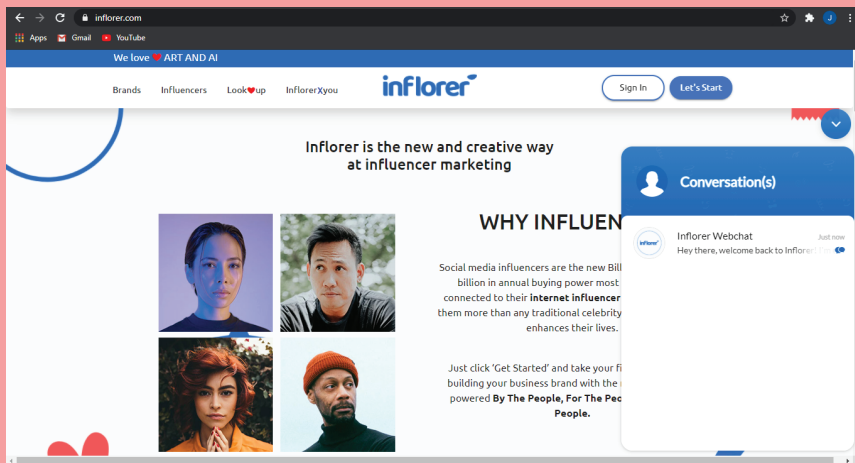 inflorer.com
J
Apps
Gmail
YouTube
We love ART AND AI
Brands
Influencers
Look up
InflorerXyou
inflorer
Sign In
Let's Start
Inflorer is the new and creative way
at influencer marketing
Conversation(s)
Inflorer Webchat
Just now
Hey there, welcome back to Inflorer!
inflorer
WHY INFLUEN
Social media influencers are the new Bill
billion in annual buying power most
connected to their internet influencer
them more than any traditional celebrity
enhances their lives.
Just click ‘Get Started’ and take your fi
building your business brand with the
powered By The People, For The Peo
People.